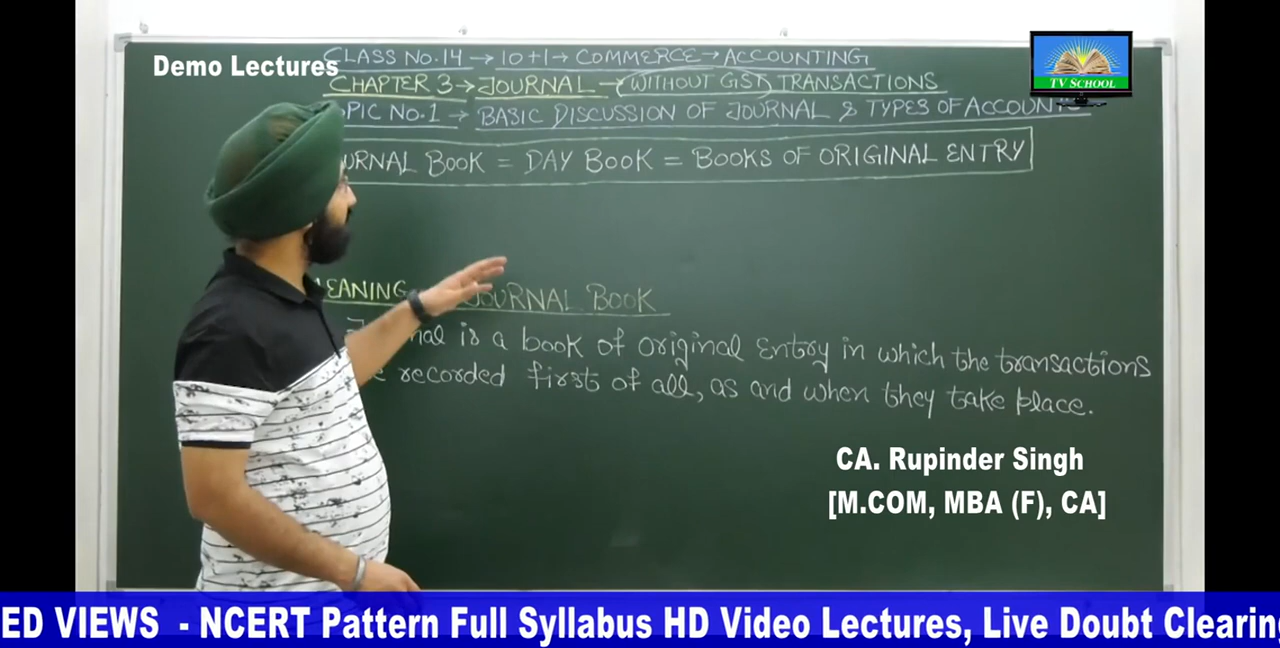 Demo Lectures
CLASS NO.14 → 10+1 → COMMERCE → ACCOUNTING
CHAPTER 3 → JOURNAL → (WITHOUT GST) TRANSACTIONS
OPIC NO.1 → BASIC DISCUSSION OF JOURNAL & TYPES OF ACCOUNTS
TV SCHOOL
URNAL BOOK = DAY BOOK = BOOKS OF ORIGINAL ENTRY
EANING JOURNAL BOOK
nal is a book of original entry in which the transactions
e recorded first of all, as and when they take place.
CA. Rupinder Singh
[M.COM, MBA (F), CA]
ED VIEWS - NCERT Pattern Full Syllabus HD Video Lectures, Live Doubt Clearing